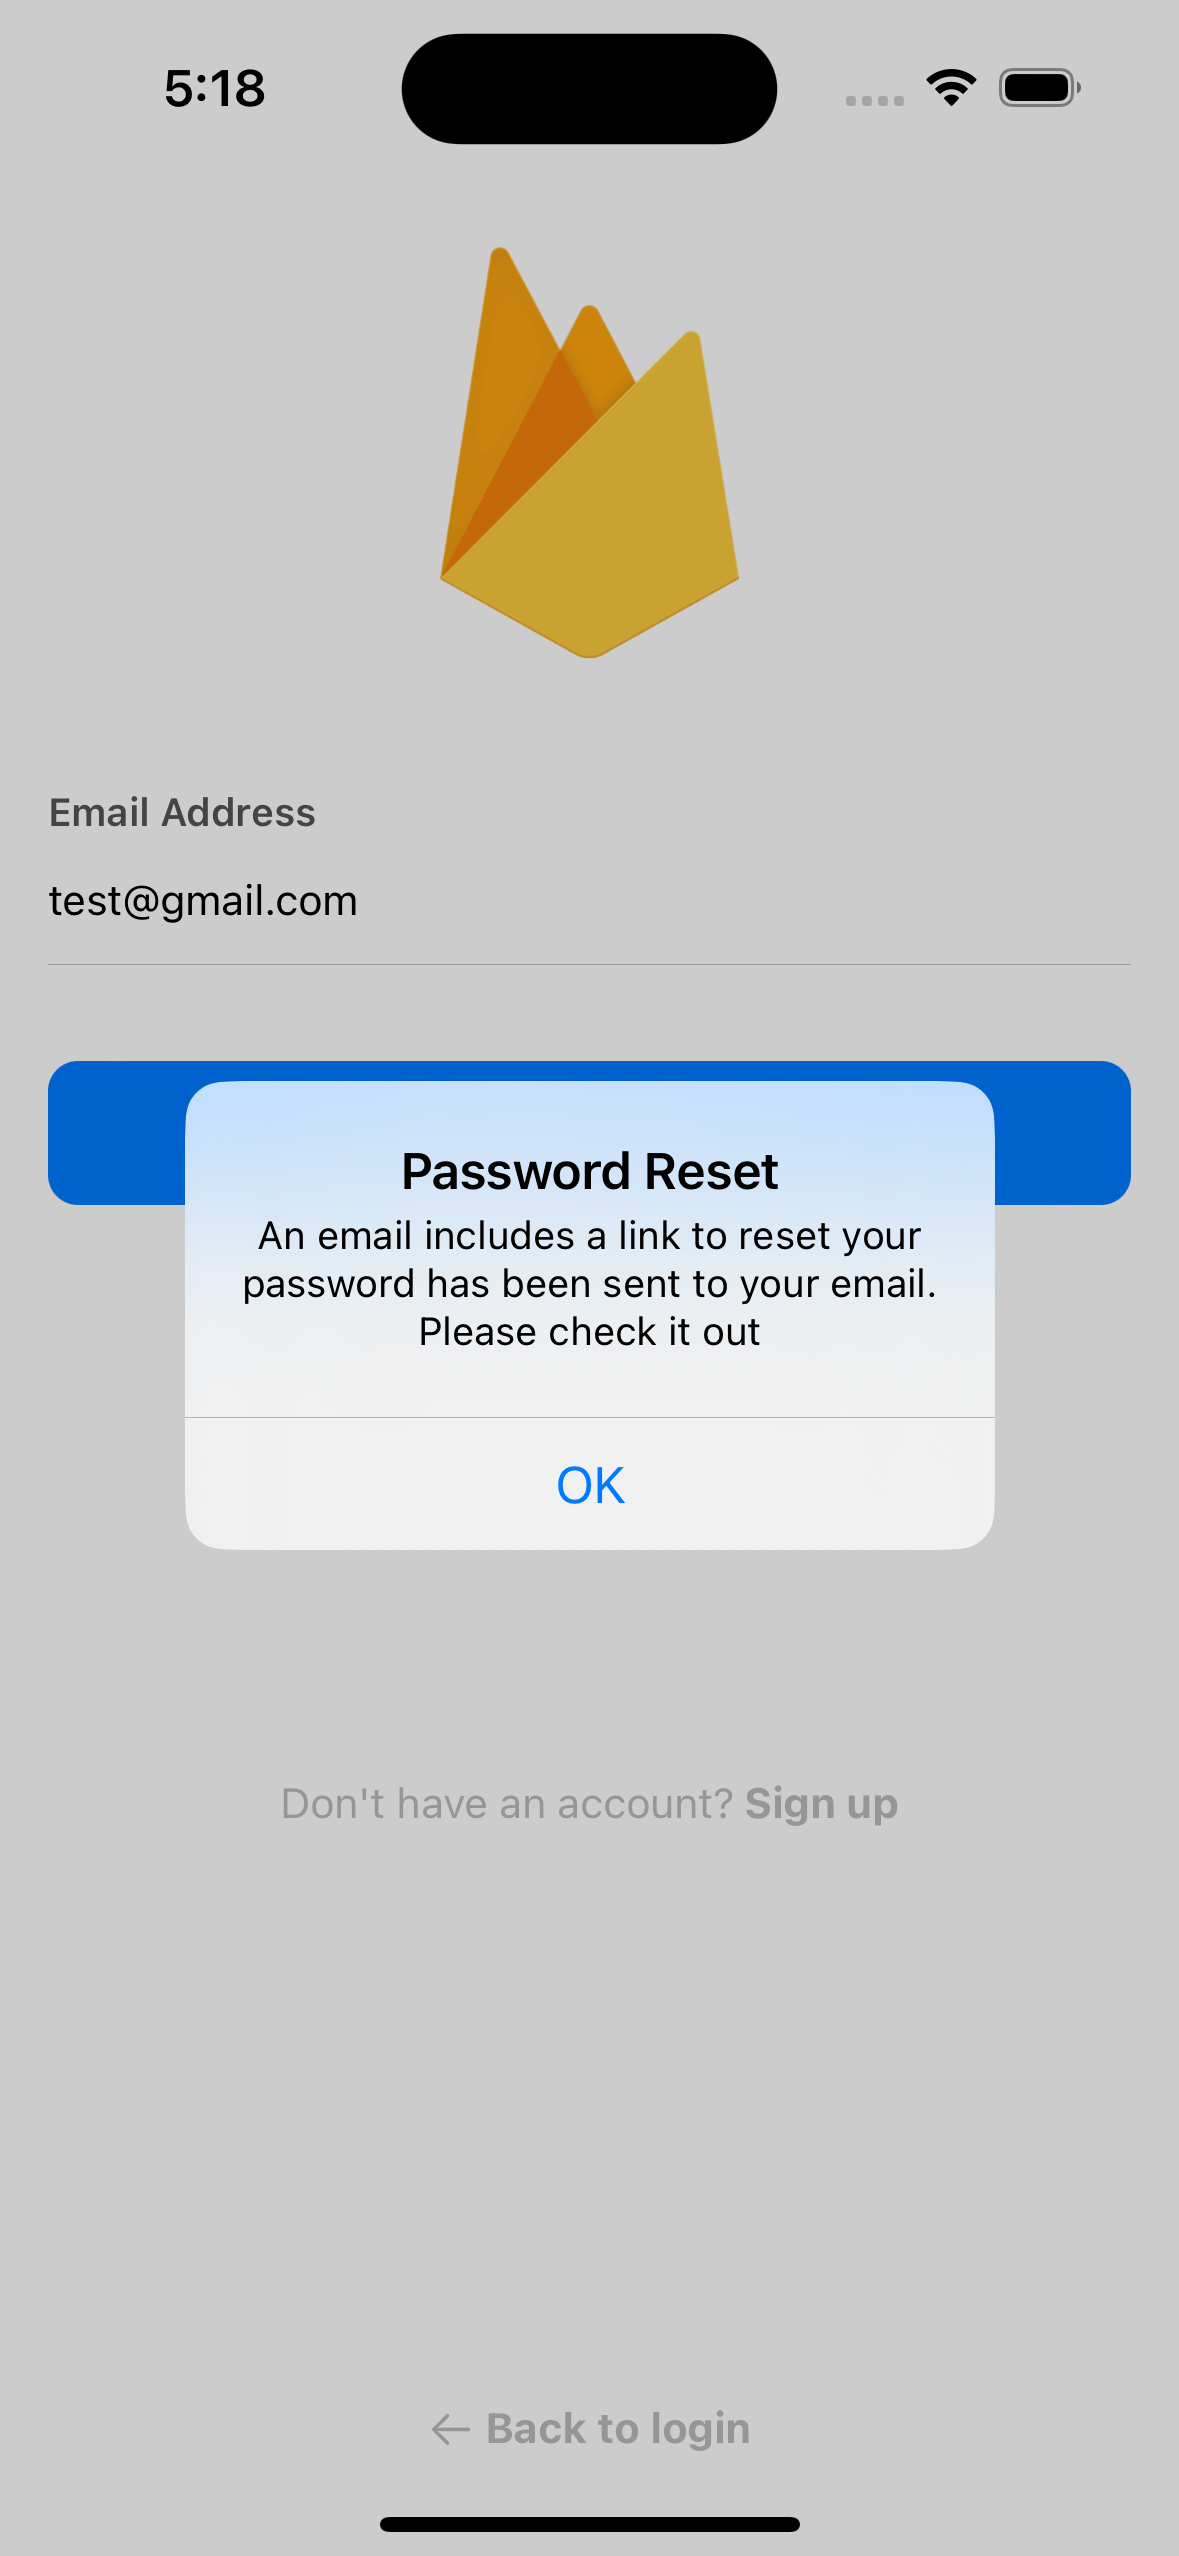 5:18
Email Address
test@gmail.com
Password Reset
An email includes a link to reset your
password has been sent to your email.
Please check it out
OK
Don't have an account? Sign up
← Back to login